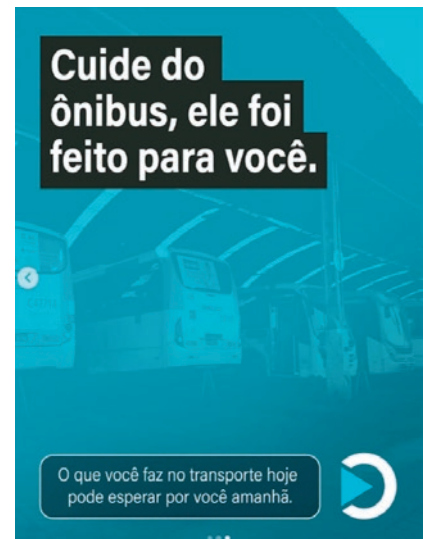 Cuide do
ônibus, ele foi
feito para você.
O que você faz no transporte hoje
pode esperar por você amanhã.